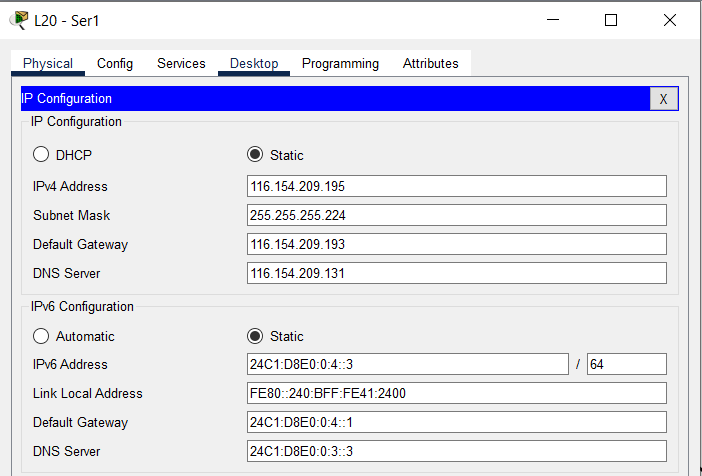 L20 - Ser1
Physical Config Services Desktop Programming Attributes
IP Configuration X
IP Configuration
DHCP Static
IPv4 Address 116.154.209.195
Subnet Mask 255.255.255.224
Default Gateway 116.154.209.193
DNS Server 116.154.209.131
IPv6 Configuration
Automatic Static
IPv6 Address 24C1:D8E0:0:4::3 / 64
Link Local Address FE80::240:BFF:FE41:2400
Default Gateway 24C1:D8E0:0:4::1
DNS Server 24C1:D8E0:0:3::3